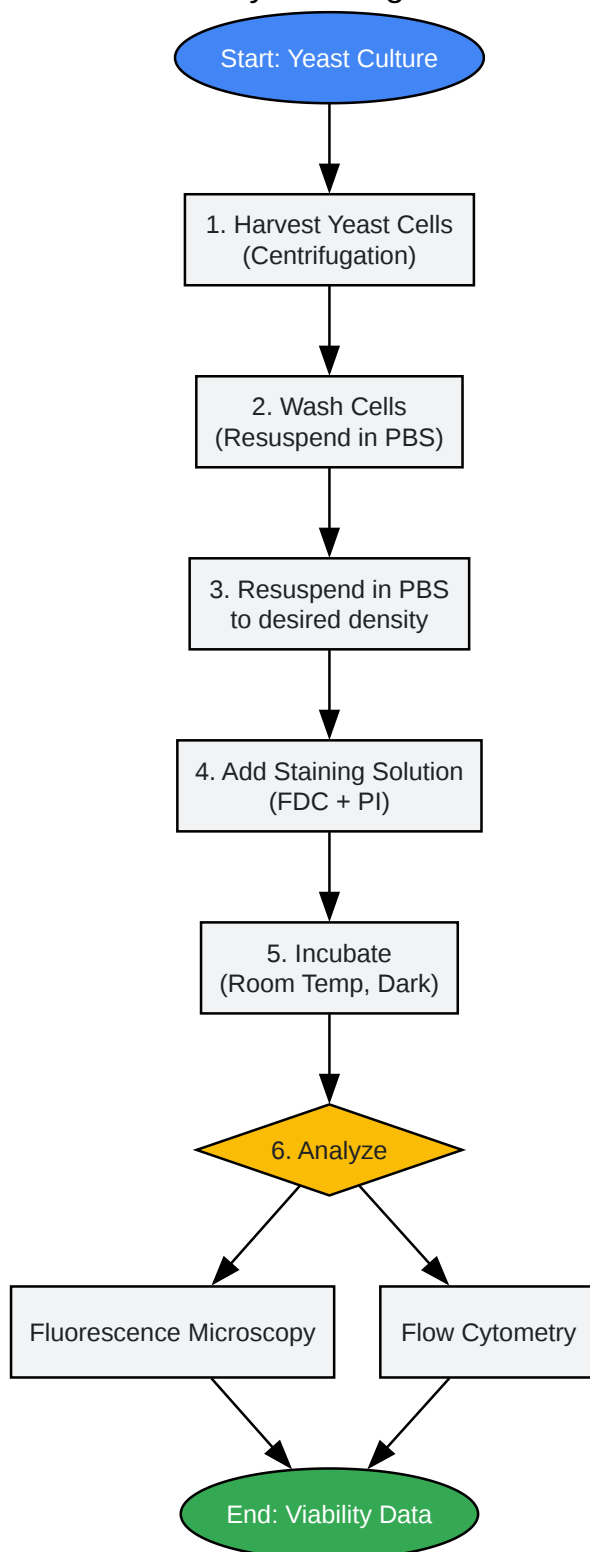 Start: Yeast Culture
1. Harvest Yeast Cells
(Centrifugation)
2. Wash Cells
(Resuspend in PBS)
3. Resuspend in PBS
to desired density
4. Add Staining Solution
(FDC + PI)
5. Incubate
(Room Temp, Dark)
6. Analyze
Fluorescence Microscopy
Flow Cytometry
End: Viability Data